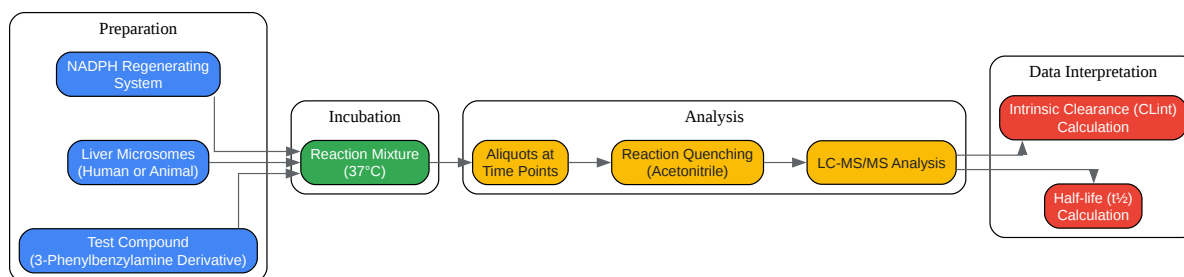 Preparation
NADPH Regenerating
System
Liver Microsomes
(Human or Animal)
Test Compound
(3-Phenylbenzylamine Derivative)
Incubation
Reaction Mixture
(37°C)
Analysis
Aliquots at
Time Points
Reaction Quenching
(Acetonitrile)
LC-MS/MS Analysis
Data Interpretation
Intrinsic Clearance (CLint)
Calculation
Half-life (t½)
Calculation